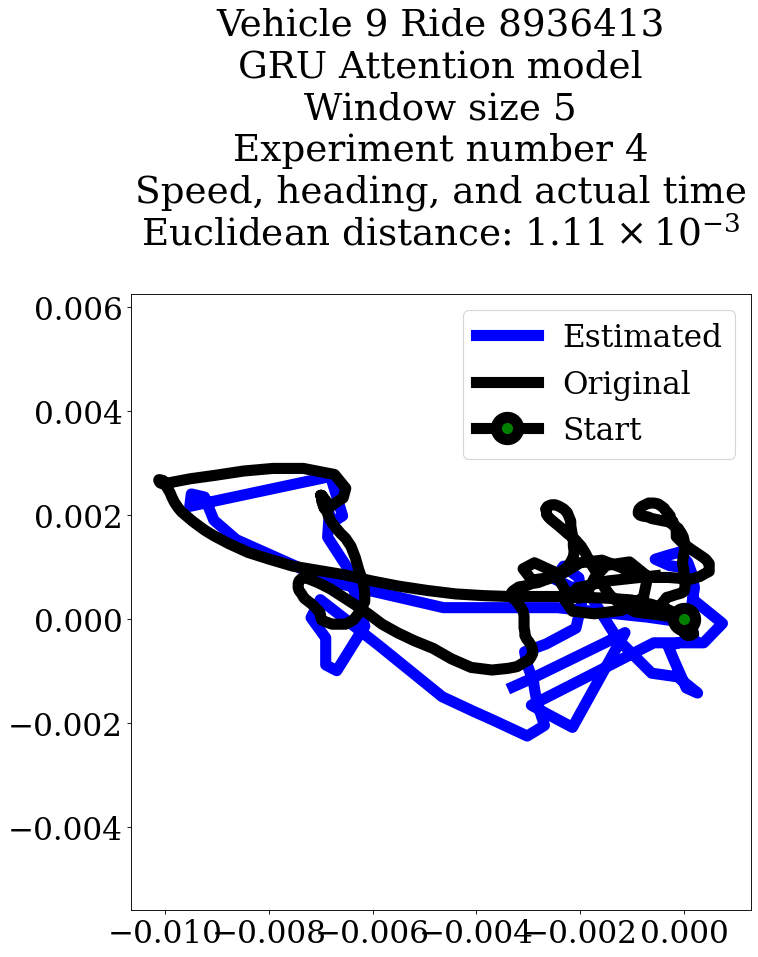 Vehicle 9 Ride 8936413
GRU Attention model
Window size 5
Experiment number 4
Speed, heading, and actual time
Euclidean distance: 1.11 × 10⁻³
0.006
Estimated
0.004
Original
Start
0.002
0.000
−0.002
−0.004
−0.010 −0.008 −0.006 −0.004 −0.002 0.000